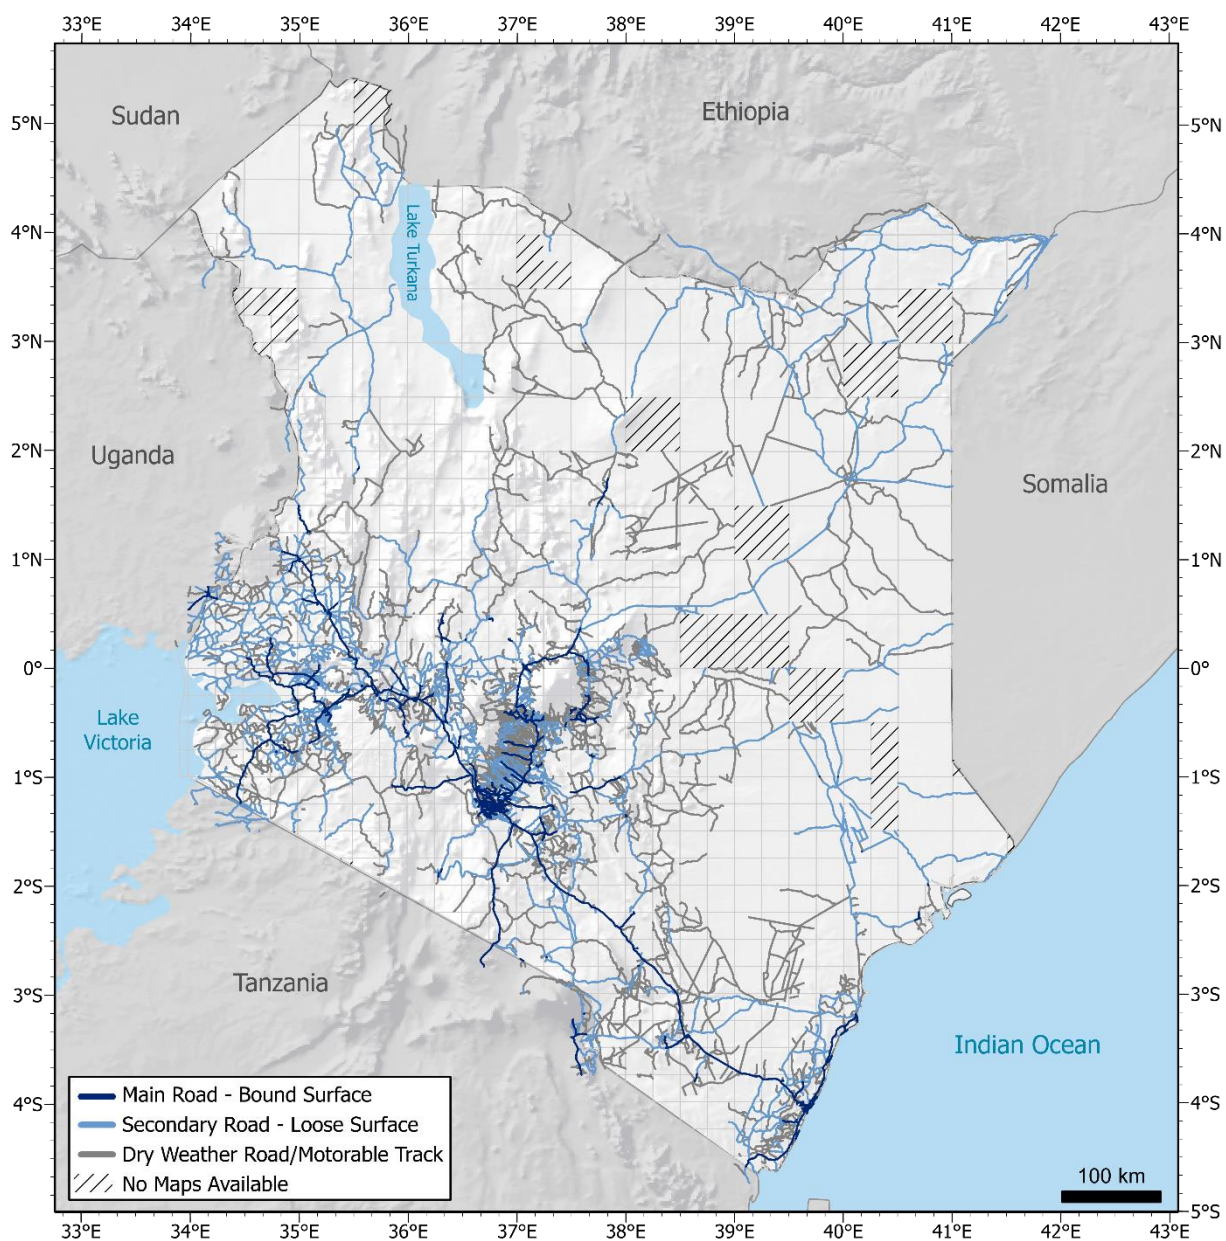 33°E 34°E 35°E 36°E 37°E 38°E 39°E 40°E 41°E 42°E 43°E
Sudan
Ethiopia
5°N 5°N
Lake Turkana
4°N 4°N
3°N 3°N
Uganda
2°N 2°N
Somalia
1°N 1°N
0° 0°
Lake
Victoria
1°S 1°S
2°S 2°S
Tanzania
3°S 3°S
Indian Ocean
Main Road - Bound Surface
4°S 4°S
Secondary Road - Loose Surface
Dry Weather Road/Motorable Track
No Maps Available
100 km
5°S
33°E 34°E 35°E 36°E 37°E 38°E 39°E 40°E 41°E 42°E 43°E